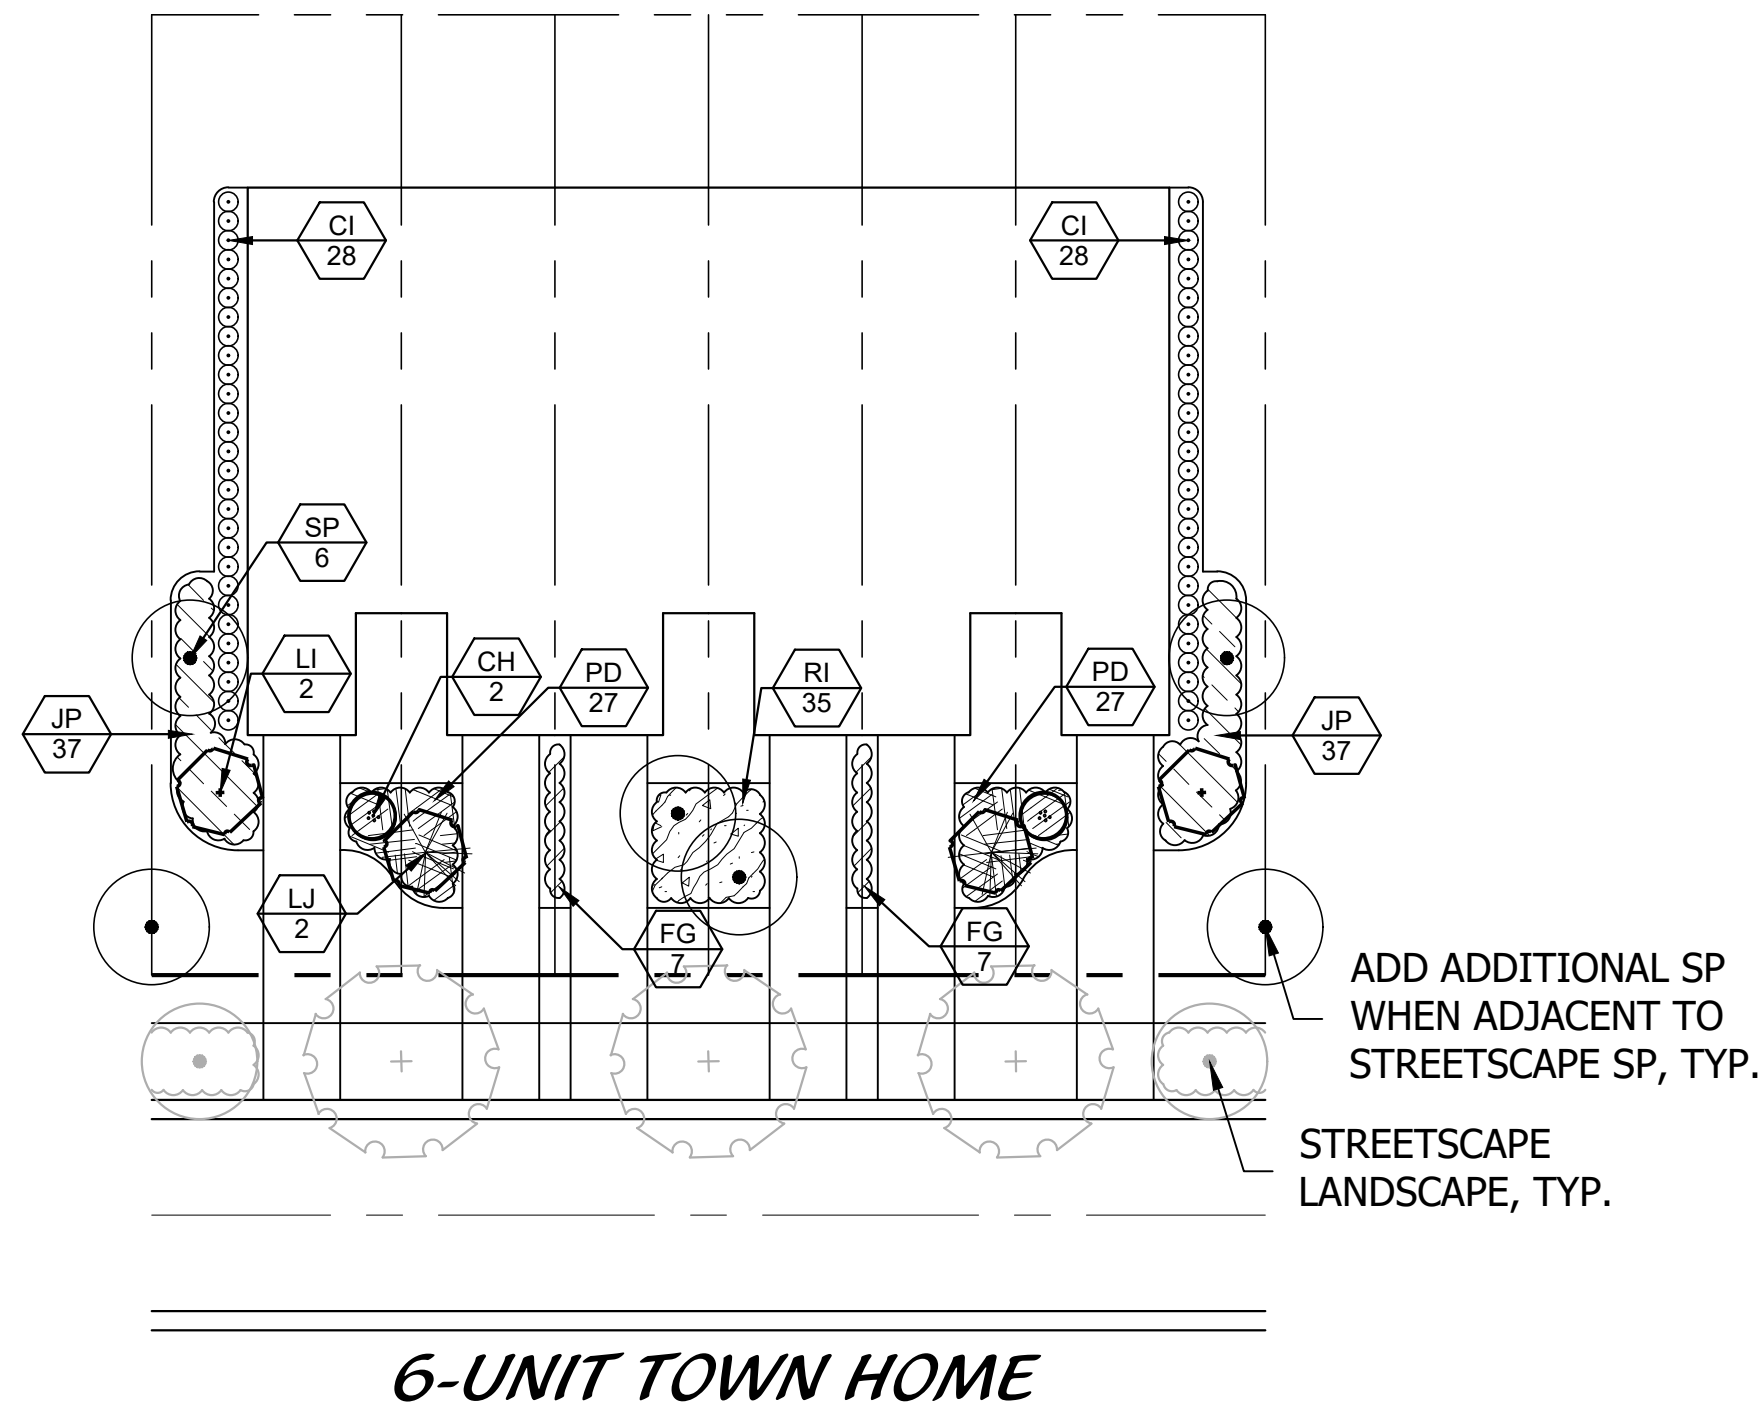 CI
28
CI
28
SP
6
LI
2
CH
2
PD
27
RI
35
PD
27
JP
37
JP
37
LJ
2
FG
7
FG
7
ADD ADDITIONAL SP
WHEN ADJACENT TO
STREETSCAPE SP, TYP.
STREETSCAPE
LANDSCAPE, TYP.
6-UNIT TOWN HOME